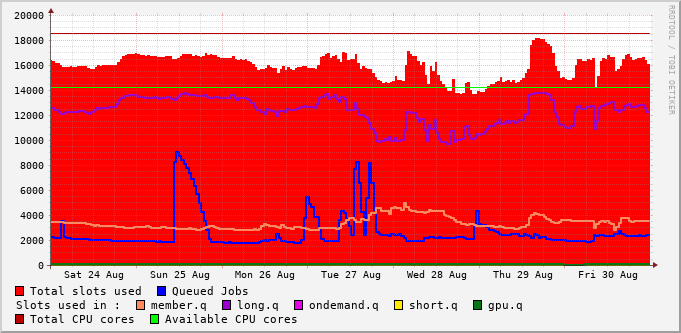 20000
18000
16000
14000
12000
10000
8000
6000
4000
2000
0
Sat 24 Aug Sun 25 Aug Mon 26 Aug Tue 27 Aug Wed 28 Aug Thu 29 Aug Fri 30 Aug
RRDTOOL / TOBI OETIKER
Total slots used Queued Jobs
Slots used in : member.q long.q ondemand.q short.q gpu.q
Total CPU cores Available CPU cores